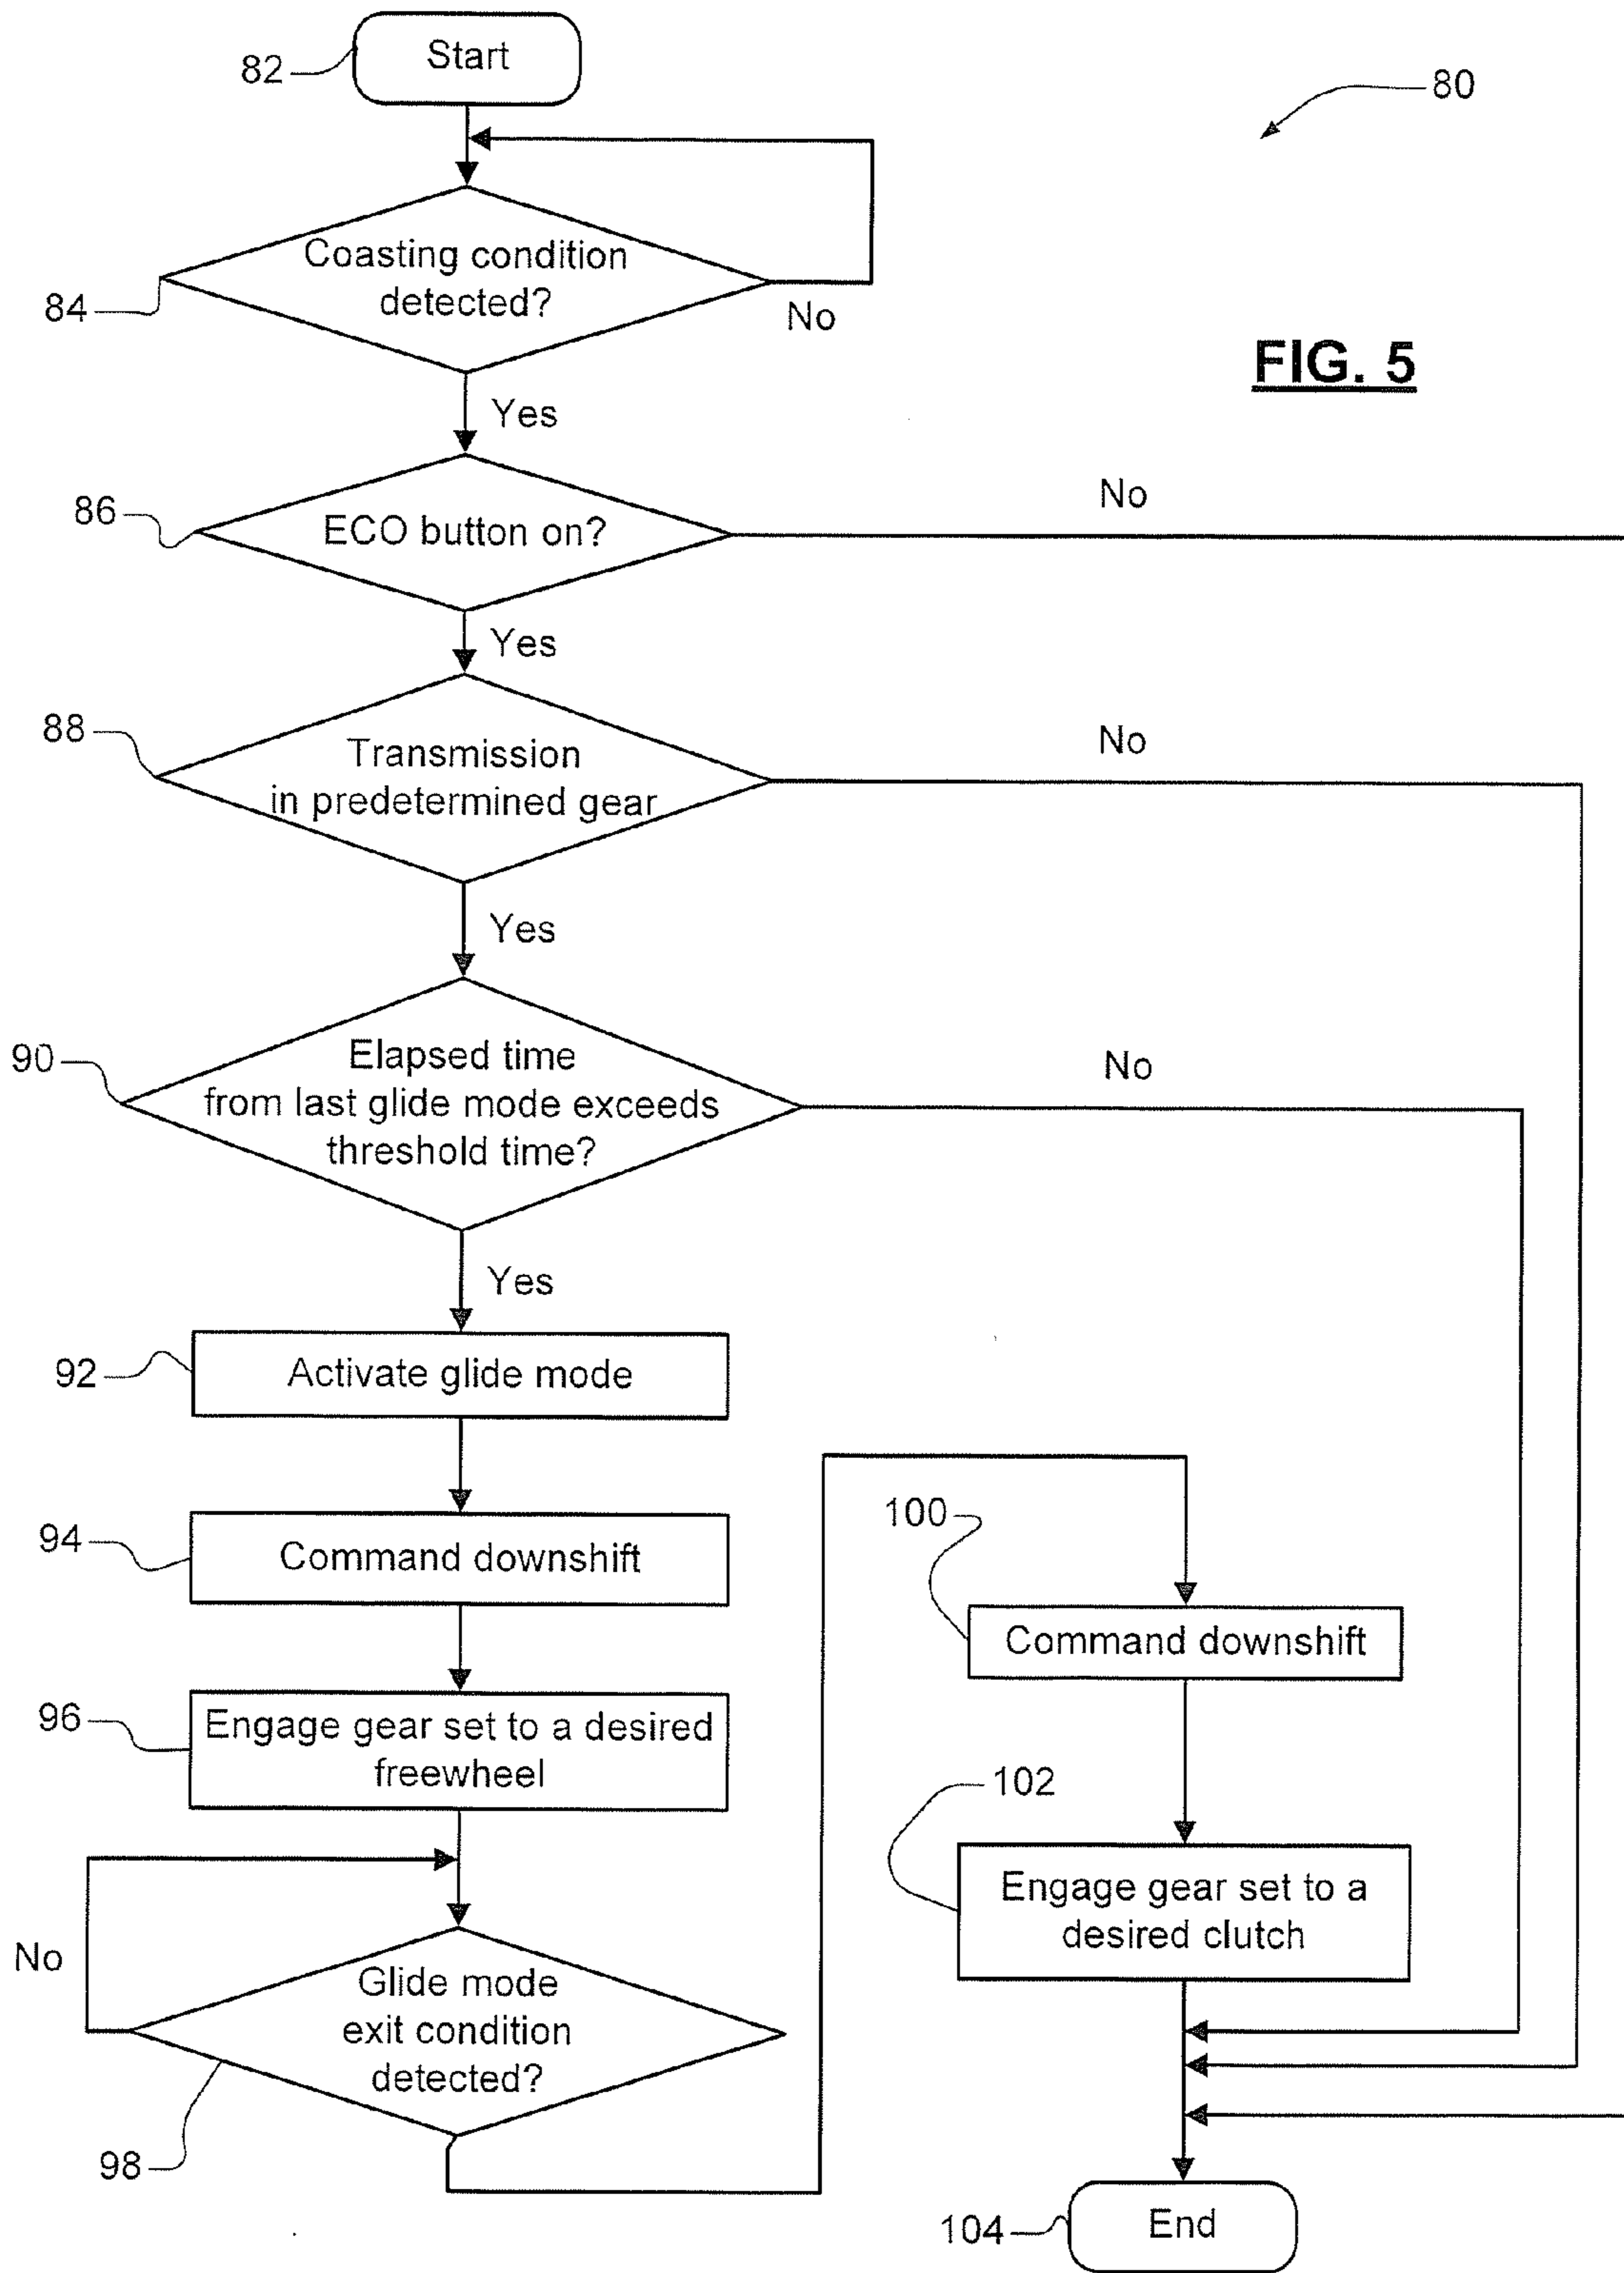 82
Start
80
Coasting condition
detected?
84
No
FIG. 5
Yes
86
ECO button on?
No
Yes
88
Transmission
in predetermined gear
No
Yes
90
Elapsed time
from last glide mode exceeds
threshold time?
No
Yes
92
Activate glide mode
94
Command downshift
96
Engage gear set to a desired
freewheel
No
Glide mode
exit condition
detected?
98
100
Command downshift
102
Engage gear set to a
desired clutch
104
End